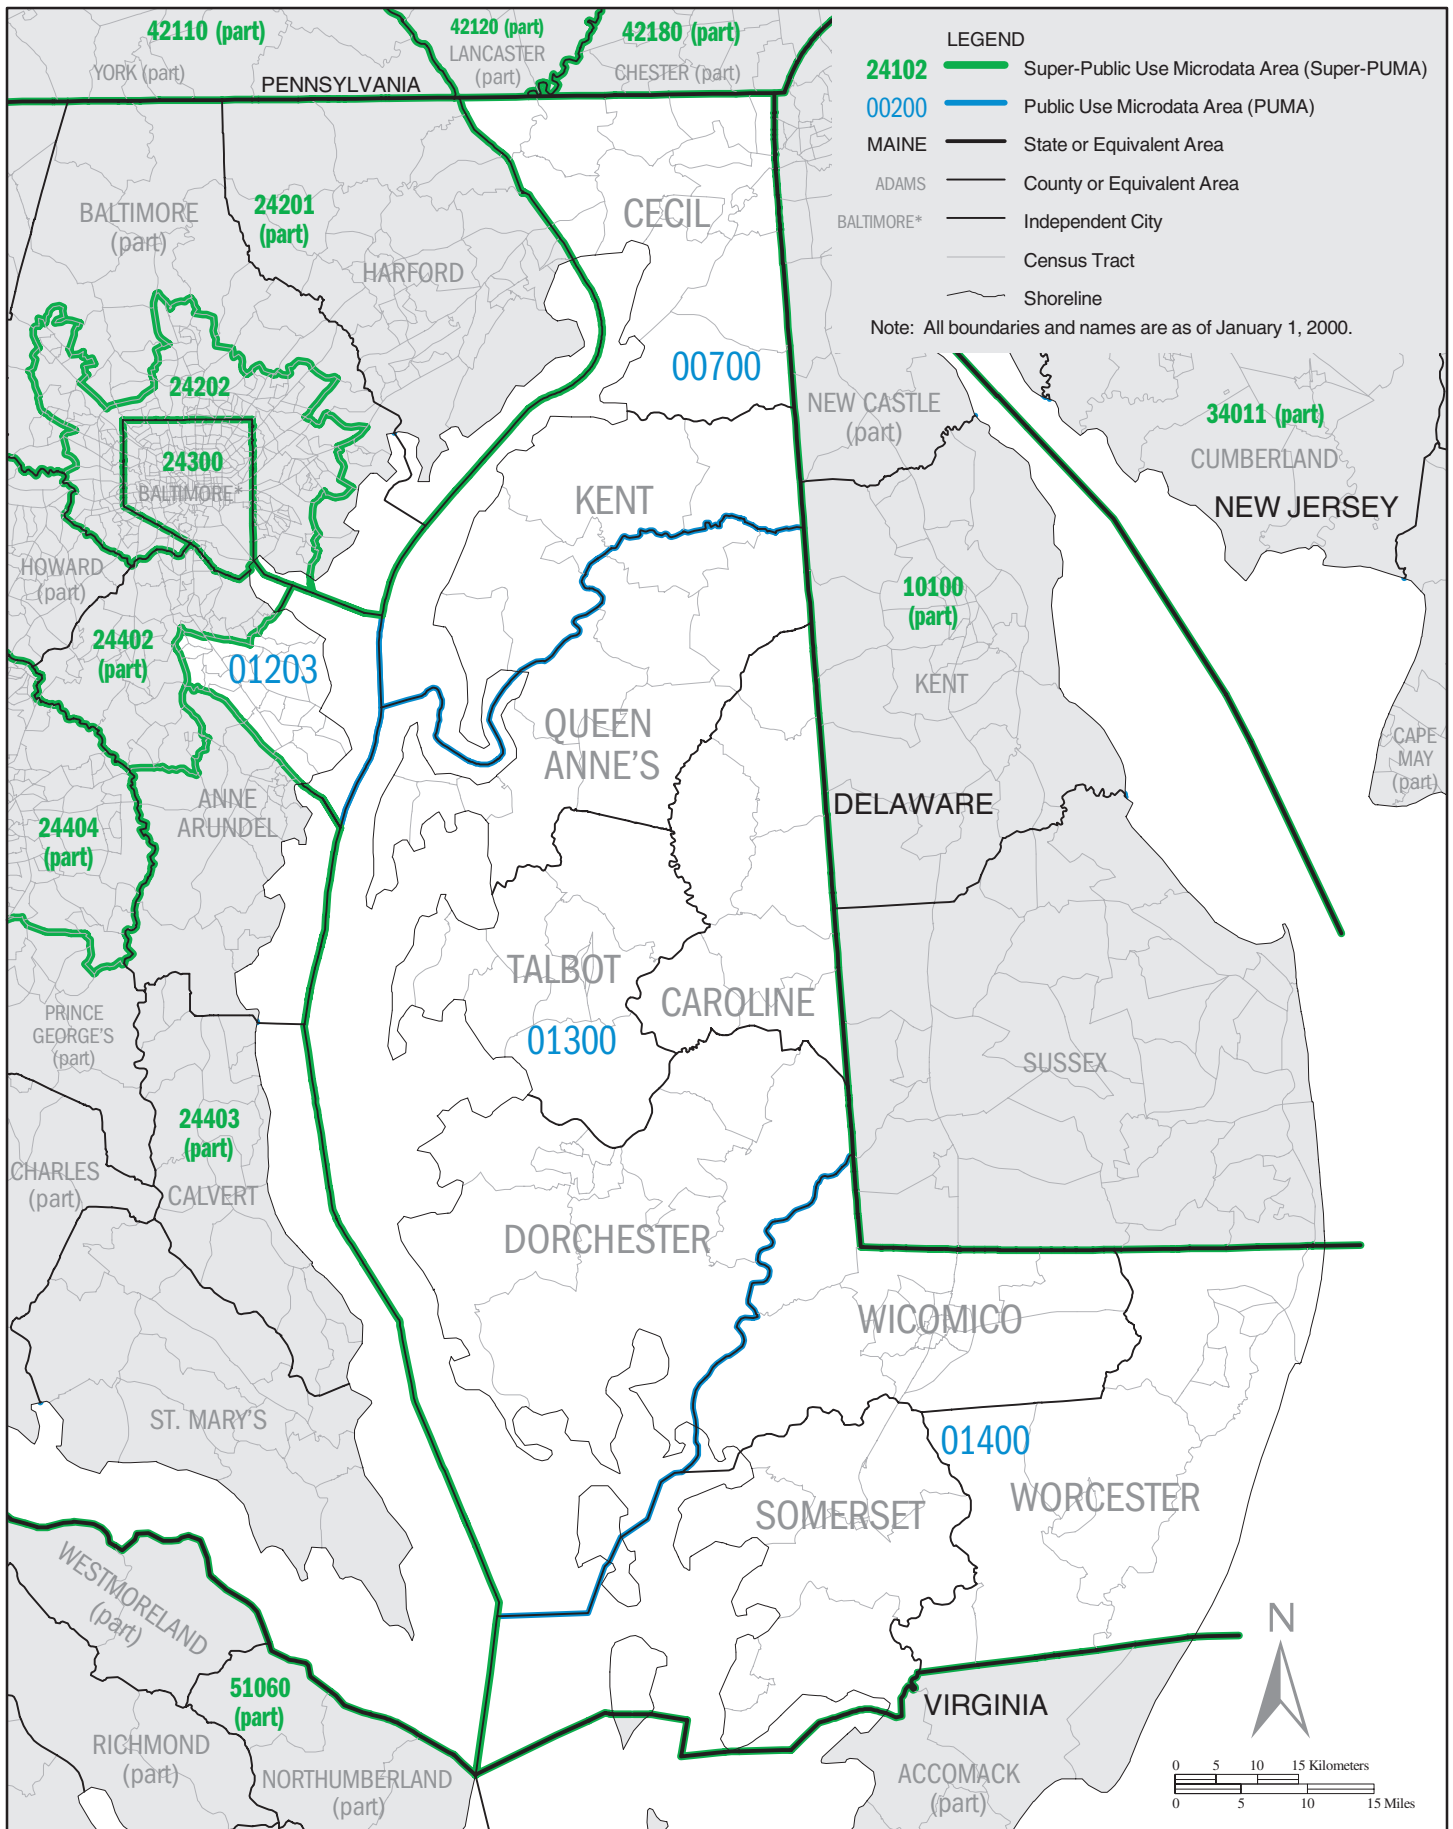 42110 (part)
YORK (part)
42120 (part)
LANCASTER
(part)
42180 (part)
CHESTER (part)
PENNSYLVANIA
LEGEND
24102 Super-Public Use Microdata Area (Super-PUMA)
00200 Public Use Microdata Area (PUMA)
MAINE State or Equivalent Area
ADAMS County or Equivalent Area
BALTIMORE* Independent City
Census Tract
Shoreline
Note: All boundaries and names are as of January 1, 2000.
BALTIMORE
(part)
24201
(part)
HARFORD
CECIL
00700
24202
24300
BALTIMORE*
NEW CASTLE
(part)
34011 (part)
CUMBERLAND
NEW JERSEY
KENT
HOWARD
(part)
24402
(part)
01203
10100
(part)
KENT
QUEEN
ANNE'S
CAPE
MAY
(part)
ANNE
ARUNDEL
DELAWARE
24404
(part)
TALBOT
CAROLINE
01300
PRINCE
GEORGE'S
(part)
SUSSEX
24403
(part)
CHARLES
(part)
CALVERT
DORCHESTER
WICOMICO
ST. MARY'S
01400
WORCESTER
SOMERSET
WESTMORELAND
(part)
51060
(part)
VIRGINIA
RICHMOND
(part)
NORTHUMBERLAND
(part)
ACCOMACK
(part)
N
0 5 10 15 Kilometers
0 5 10 15 Miles